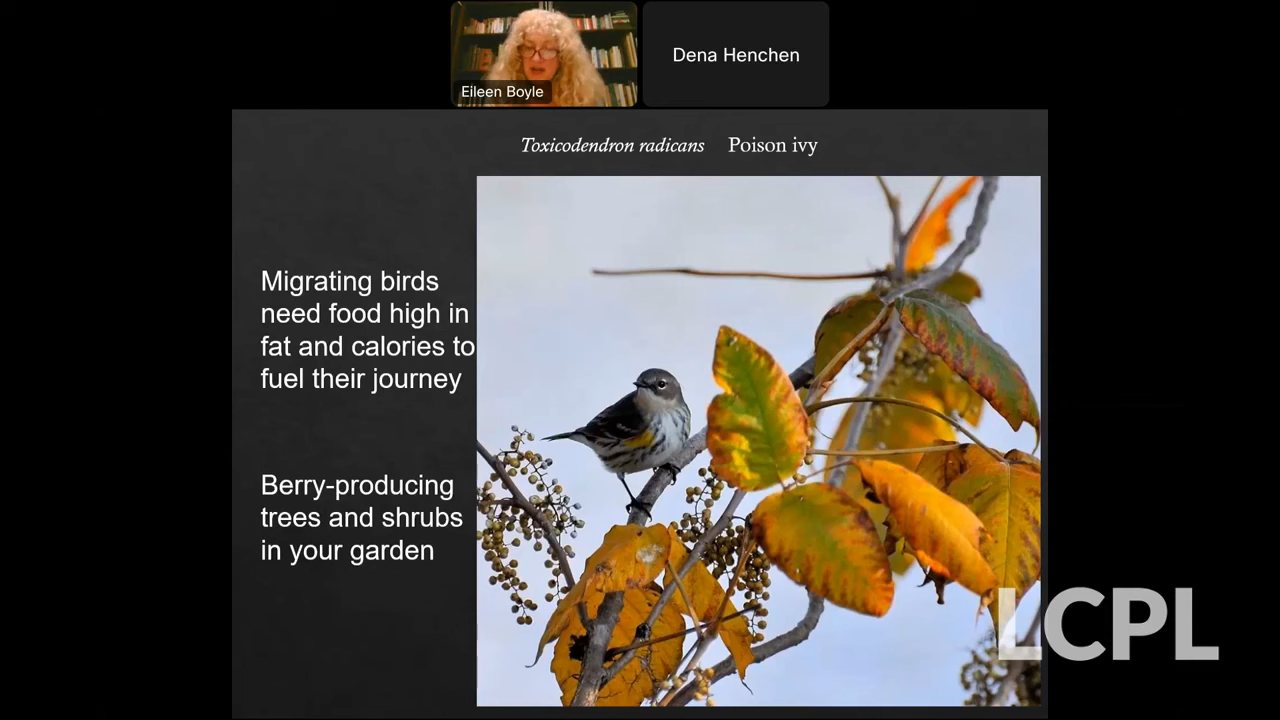 Dena Henchen
Eileen Boyle
Toxicodendron radicans Poison ivy
Migrating birds
need food high in
fat and calories to
fuel their journey
Berry-producing
trees and shrubs
in your garden
LCPL